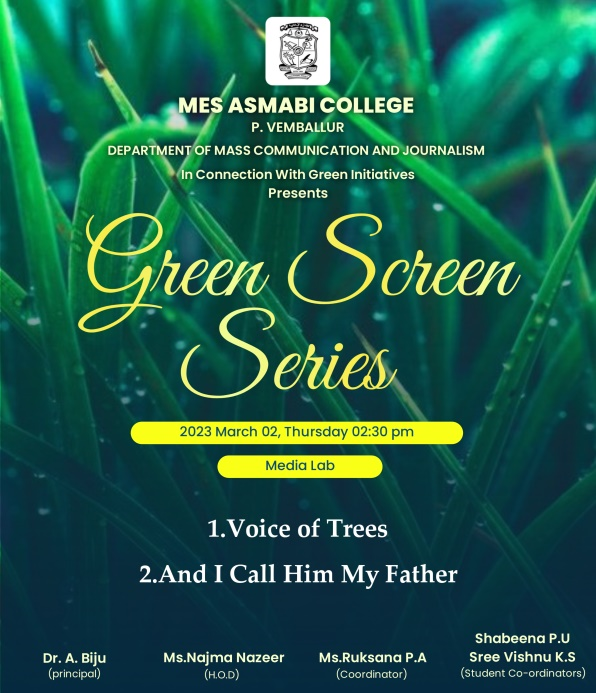 MES ASMABI COLLEGE
P. VEMBALLUR
DEPARTMENT OF MASS COMMUNICATION AND JOURNALISM
In Connection With Green Initiatives
Presents
Green Screen
Series
2023 March 02, Thursday 02:30 pm
Media Lab
1.Voice of Trees
2.And I Call Him My Father
Dr. A. Biju
(principal)
Ms.Najma Nazeer
(H.O.D)
Ms.Ruksana P.A
(Coordinator)
Shabeena P.U
Sree Vishnu K.S
(Student Co-ordinators)